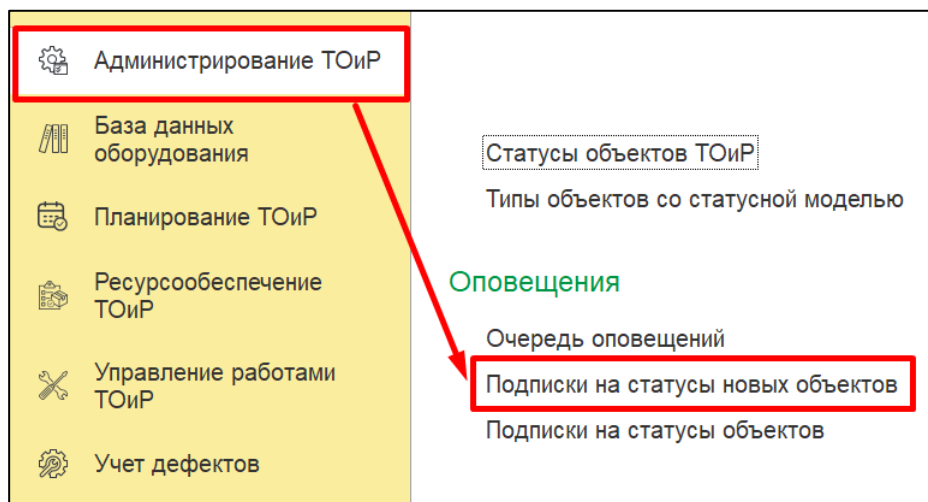 Администрирование ТОиР
База данных
оборудования
Планирование ТОиР
Ресурсообеспечение
ТОиР
Управление работами
ТОиР
Учет дефектов
Статусы объектов ТОиР
Типы объектов со статусной моделью
Оповещения
Очередь оповещений
Подписки на статусы новых объектов
Подписки на статусы объектов